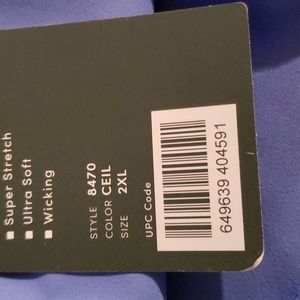 ■ Super Stretch
■ Ultra Soft
■ Wicking
STYLE 8470
COLOR CEIL
SIZE 2XL
UPC Code
649639 404591